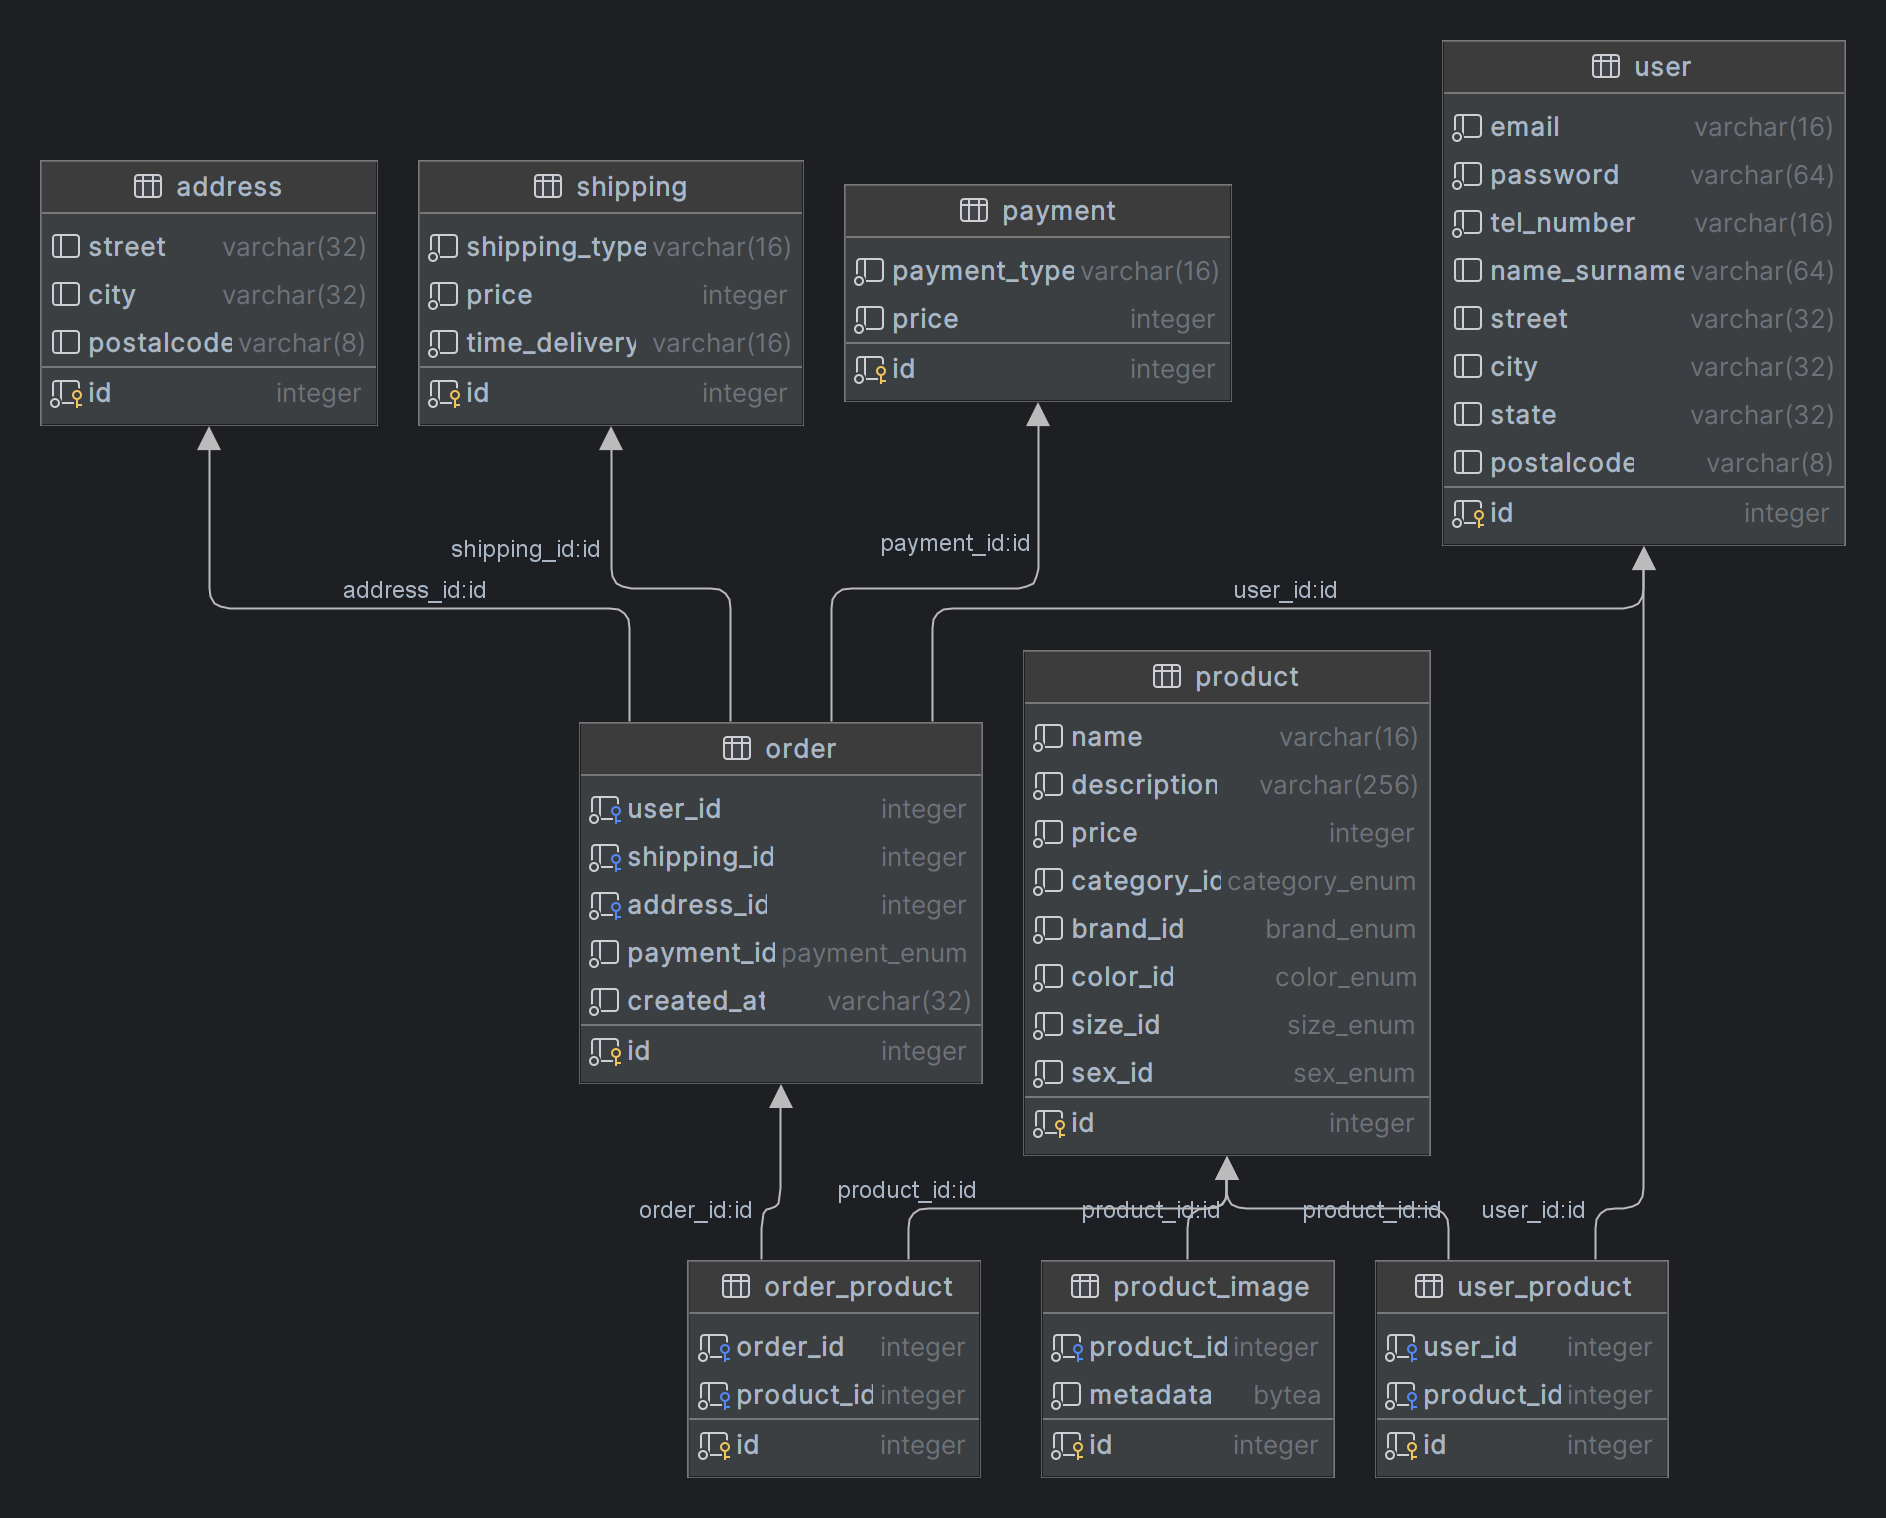 user
email varchar(16)
password varchar(64)
tel_number varchar(16)
name_surname varchar(64)
street varchar(32)
city varchar(32)
state varchar(32)
postalcode varchar(8)
id integer
address
street varchar(32)
city varchar(32)
postalcode varchar(8)
id integer
shipping
shipping_type varchar(16)
price integer
time_delivery varchar(16)
id integer
payment
payment_type varchar(16)
price integer
id integer
shipping_id:id
payment_id:id
address_id:id
user_id:id
product
name varchar(16)
description varchar(256)
price integer
category_id category_enum
brand_id brand_enum
color_id color_enum
size_id size_enum
sex_id sex_enum
id integer
order
user_id integer
shipping_id integer
address_id integer
payment_id payment_enum
created_at varchar(32)
id integer
product_id:id
order_id:id
product_id:id
product_id:id
user_id:id
order_product
order_id integer
product_id integer
id integer
product_image
product_id integer
metadata bytea
id integer
user_product
user_id integer
product_id integer
id integer